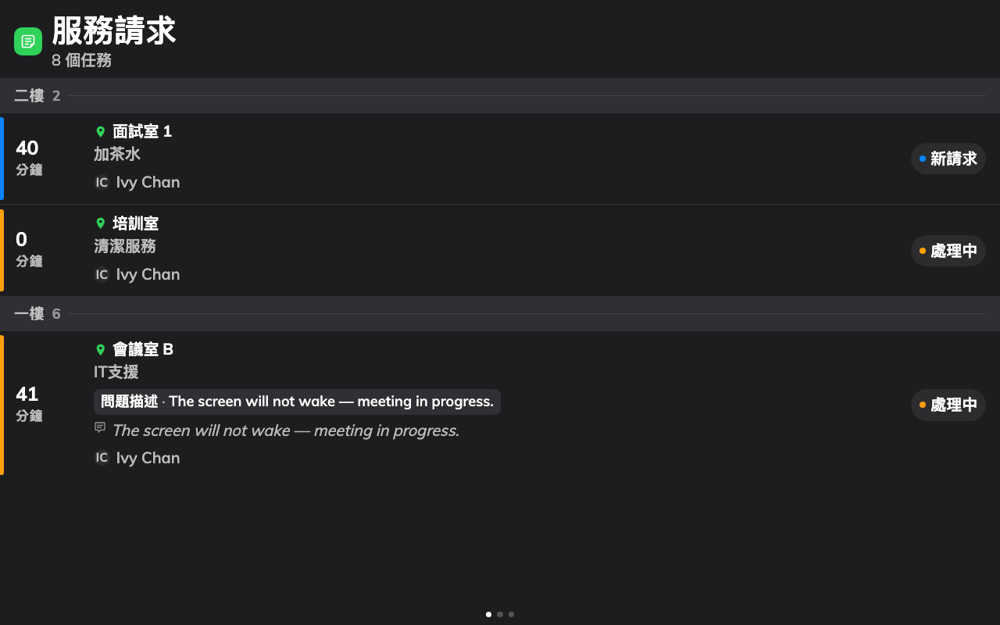 服務請求
8 個任務
二樓 2
40
分鐘
面試室 1
加茶水
IC Ivy Chan
新請求
0
分鐘
培訓室
清潔服務
IC Ivy Chan
處理中
一樓 6
41
分鐘
會議室 B
IT支援
問題描述 · The screen will not wake — meeting in progress.
The screen will not wake — meeting in progress.
IC Ivy Chan
處理中